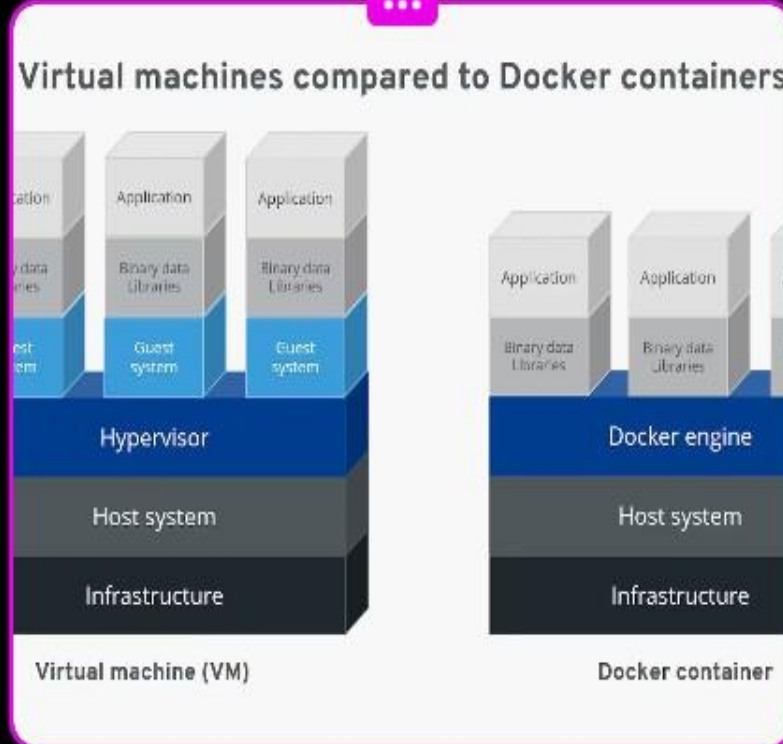 Virtual machines compared to Docker containers
Application
Application
Binary data
Libraries
Binary data
Libraries
Guest
system
Guest
system
Hypervisor
Host system
Infrastructure
Virtual machine (VM)
Application
Application
Binary data
Libraries
Binary data
Libraries
Docker engine
Host system
Infrastructure
Docker container